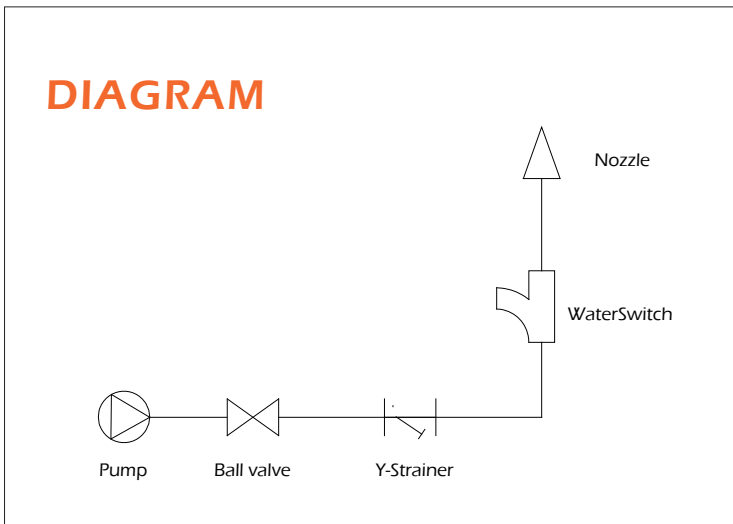 DIAGRAM
Nozzle
WaterSwitch
Pump
Ball valve
Y-Strainer